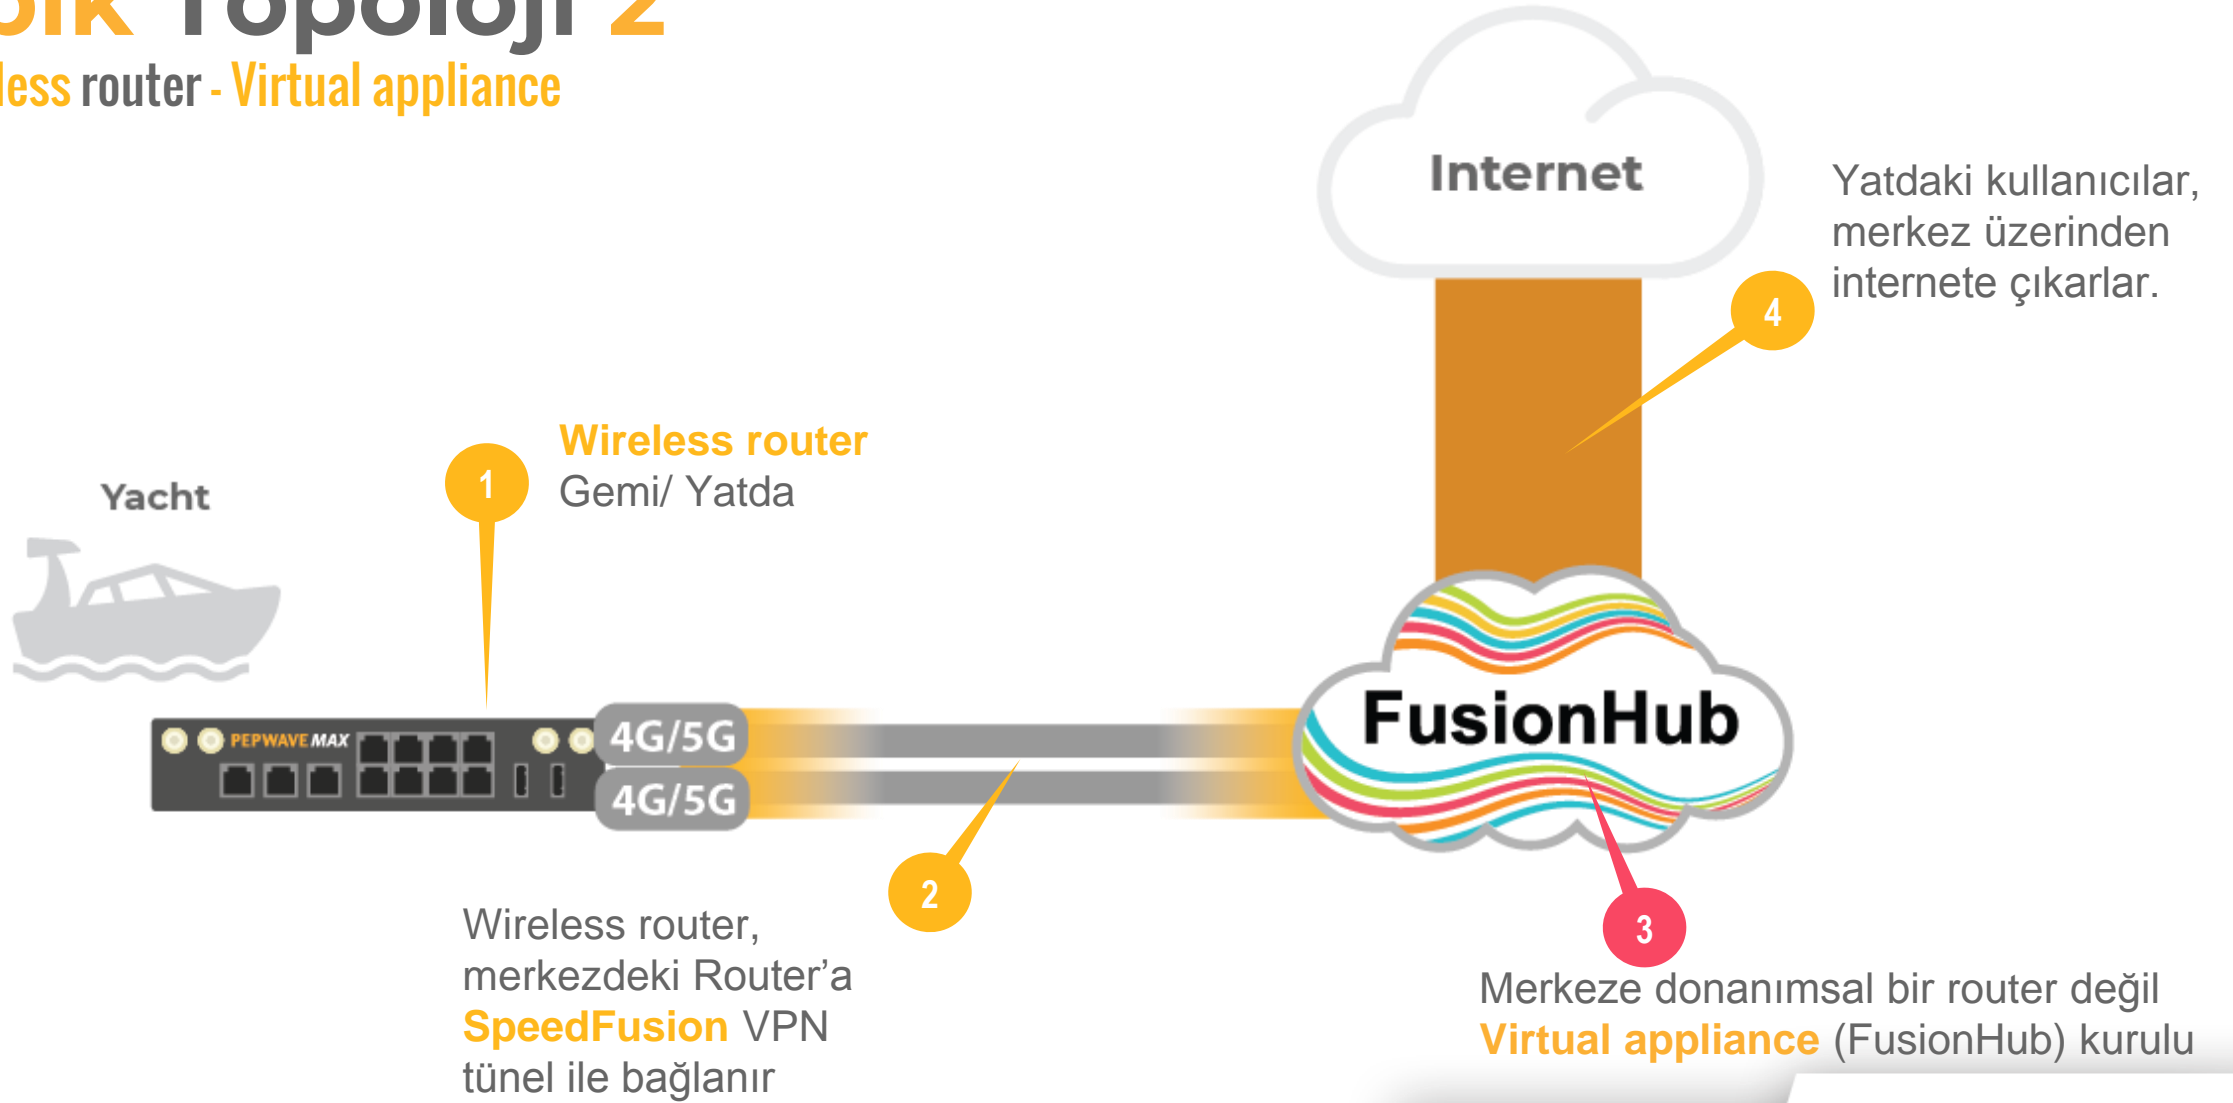 Topoloji 2
router - Virtual appliance
Internet
Yatdaki kullanıcılar,
merkez üzerinden
internete çıkarlar.
4
Wireless router
Gemi/ Yatda
1
Yacht
PEPWAVE MAX
4G/5G
4G/5G
FusionHub
2
Wireless router,
merkezdeki Router’a
SpeedFusion VPN
tünel ile bağlanır
3
Merkeze donanımsal bir router değil
Virtual appliance (FusionHub) kurulu